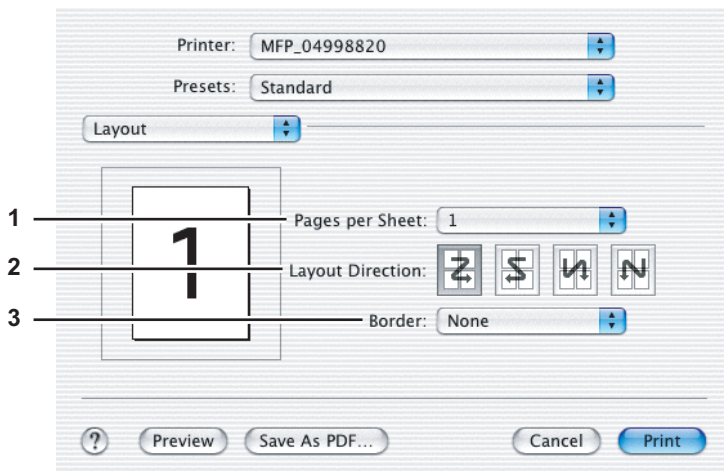 Printer: MFP_04998820
Presets: Standard
Layout
1 Pages per Sheet: 1
1
2 Layout Direction:
3 Border: None
? Preview Save As PDF... Cancel Print